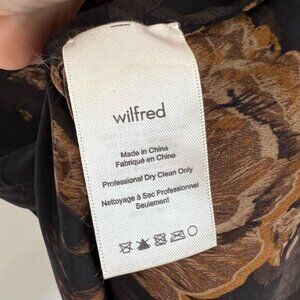 wilfred
Made in China
Fabriqué en Chine
Professional Dry Clean Only
Nettoyage à Sec Professionnel
Seulement